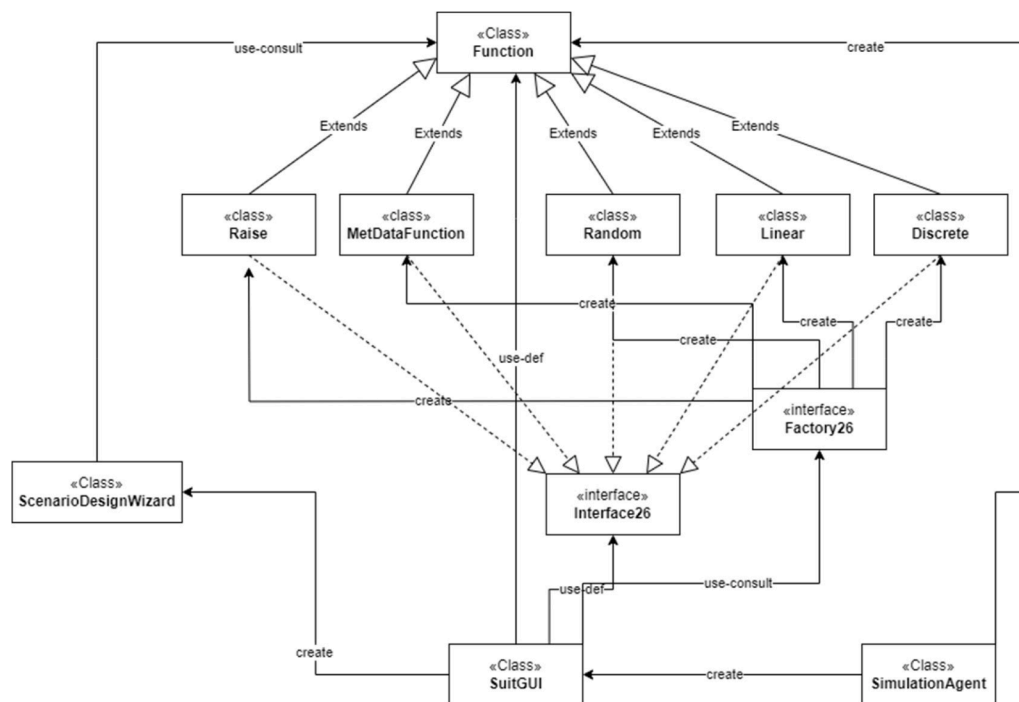 «Class»
Function
use-consult
create
Extends
Extends
Extends
Extends
Extends
«class»
Raise
«class»
MetDataFunction
«class»
Random
«class»
Linear
«class»
Discrete
create
create
create
create
use-def
create
«interface»
Factory26
«Class»
ScenarioDesignWizard
«interface»
Interface26
use-def
use-consult
create
«Class»
SuitGUI
create
«Class»
SimulationAgent